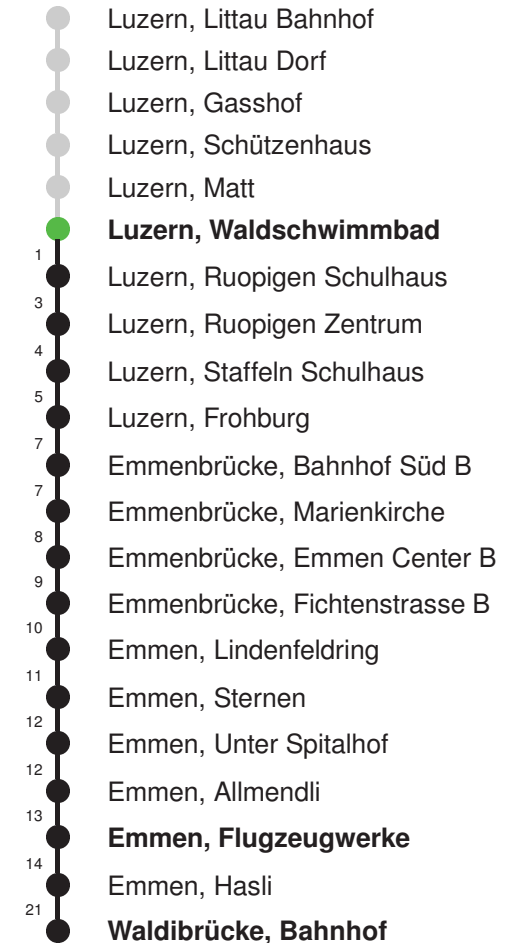 Luzern, Littau Bahnhof
Luzern, Littau Dorf
Luzern, Gasshof
Luzern, Schützenhaus
Luzern, Matt
Luzern, Waldschwimmbad
1
Luzern, Ruopigen Schulhaus
3
Luzern, Ruopigen Zentrum
4
Luzern, Staffeln Schulhaus
5
Luzern, Frohburg
7
Emmenbrücke, Bahnhof Süd B
7
Emmenbrücke, Marienkirche
8
Emmenbrücke, Emmen Center B
9
Emmenbrücke, Fichtenstrasse B
10
Emmen, Lindenfeldring
11
Emmen, Sternen
12
Emmen, Unter Spitalhof
12
Emmen, Allmendli
13
Emmen, Flugzeugwerke
14
Emmen, Hasli
21
Waldibrücke, Bahnhof